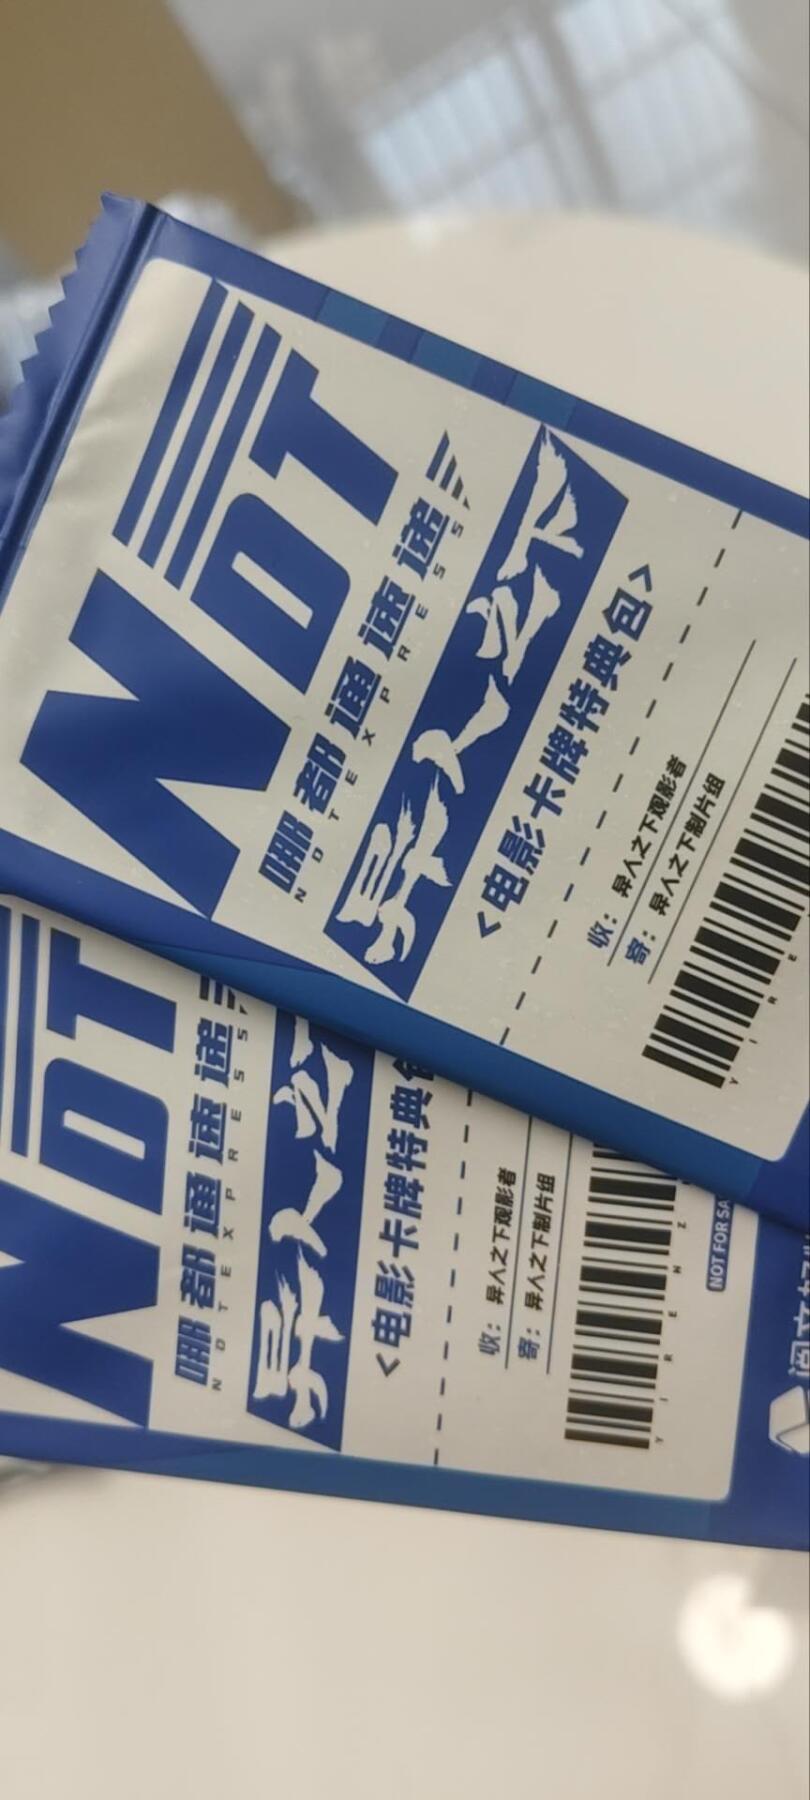 NDT
哪都通速递
NDTEXPRESS
异人之下
<电影卡牌特典包>
收：异人之下观影者
寄：异人之下制片组
YIRE
NDT
哪都通速递
NDTEXPRESS
异人之
<电影卡牌特典
收：异人之下观影者
寄：异人之下制片组
YIRENZ
NOT FOR SA
阅文